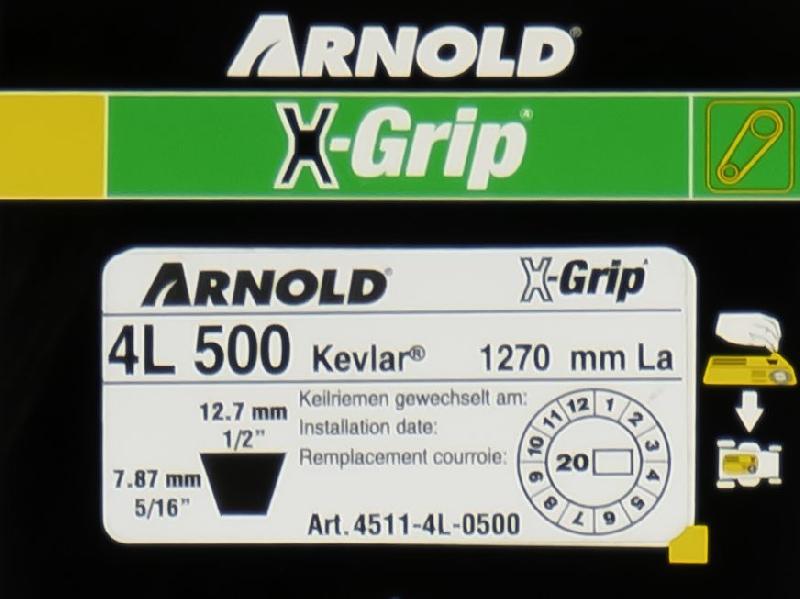 ARNOLD®
X-Grip®
ARNOLD® X-Grip
4L 500 Kevlar® 1270 mm La
12.7 mm
1/2"
7.87 mm
5/16"
Keilriemen gewechselt am:
Installation date:
Remplacement courroie:
12 1 2 3 4 5 6 7 8 9 10 11
20
Art. 4511-4L-0500